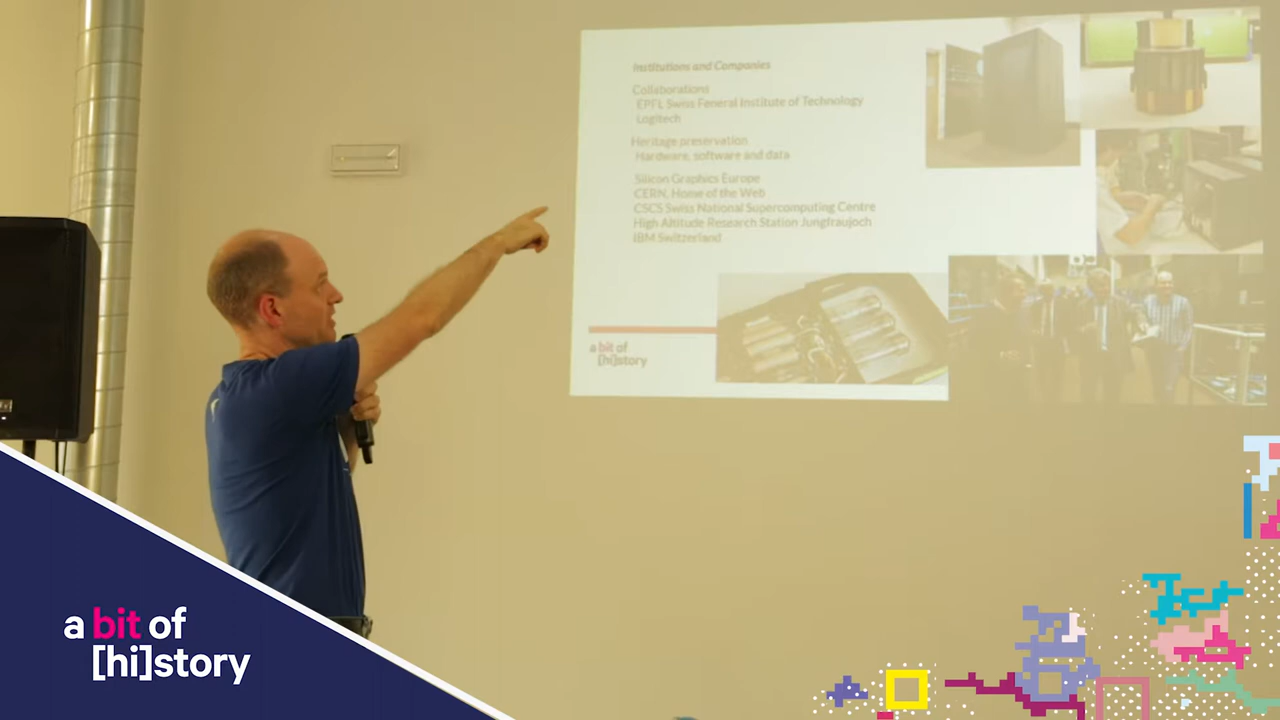 Institutions and Companies
Collaborations
EPFL Swiss Feneral Institute of Technology
Logitech
Heritage preservation
Hardware, software and data
Silicon Graphics Europe
CERN, Home of the Web
CSCS Swiss National Supercomputing Centre
High Altitude Research Station Jungfraujoch
IBM Switzerland
a bit of
[hi]story
a bit of
[hi]story